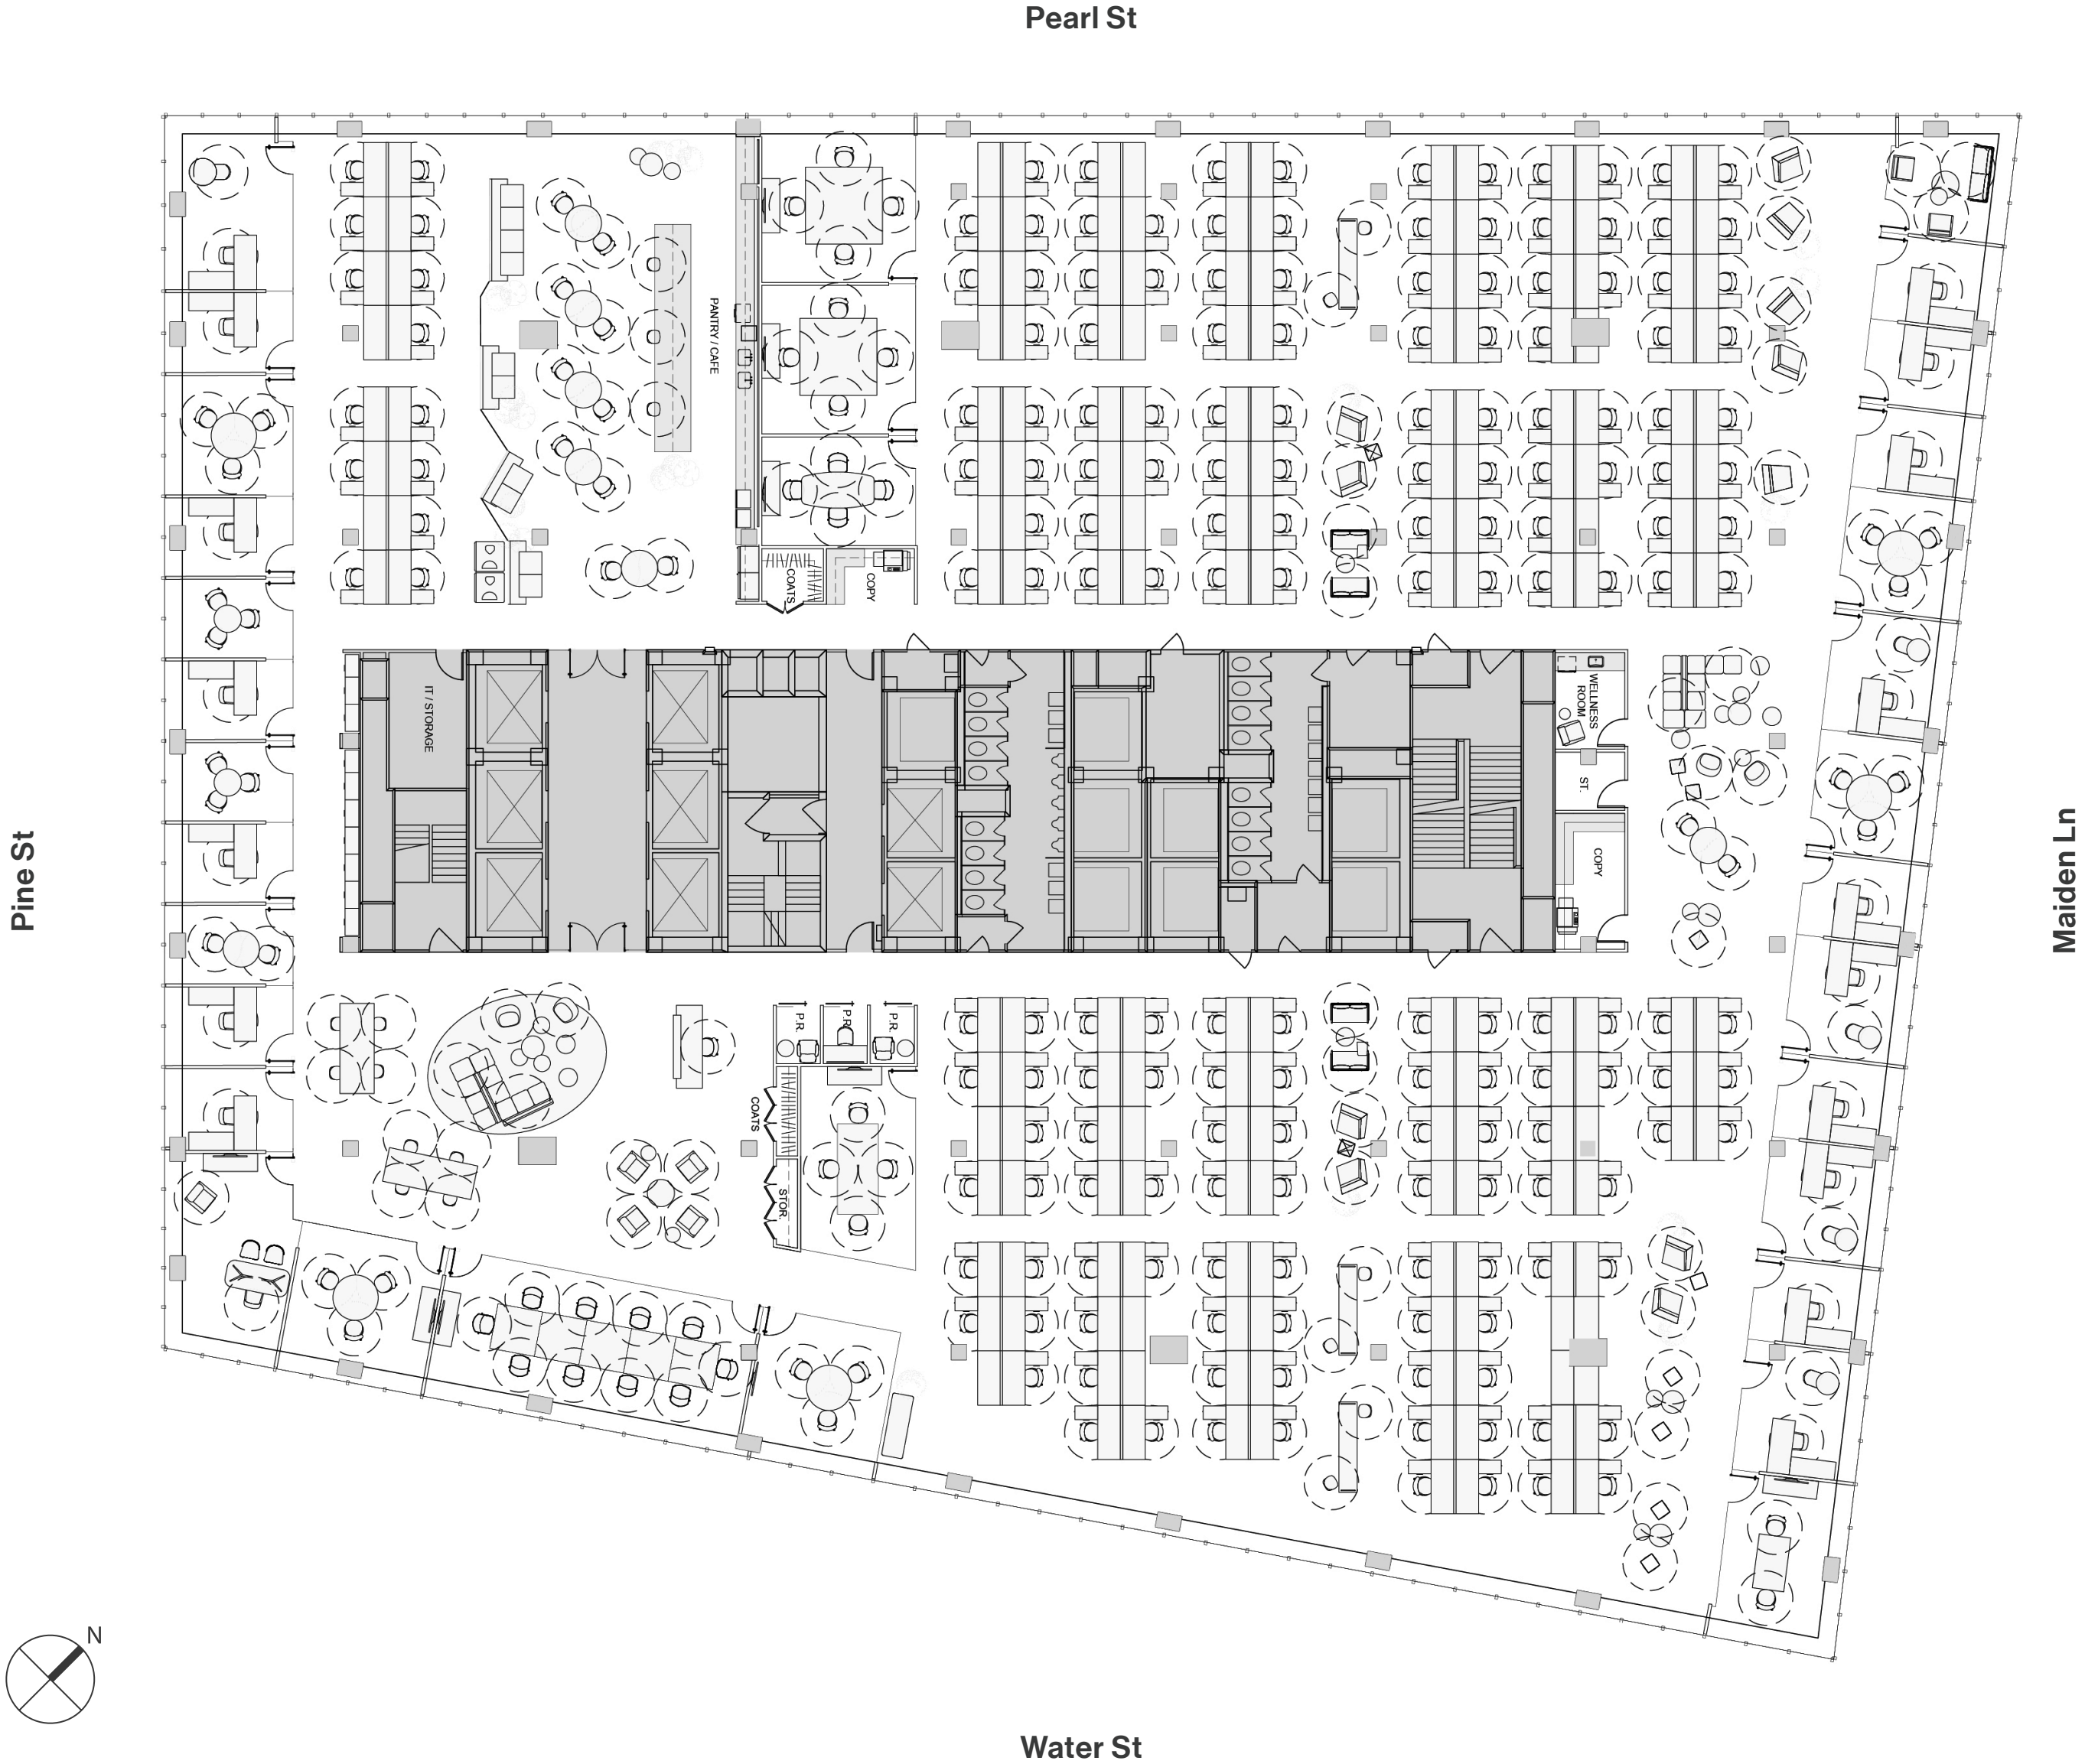 Pearl St
PANTRY / CAFE
COATS
COPY
IT / STORAGE
WELLNESS
ROOM
ST.
COPY
Pine St
Maiden Ln
P.R.
P.R.
P.R.
COATS
STOR.
N
Water St